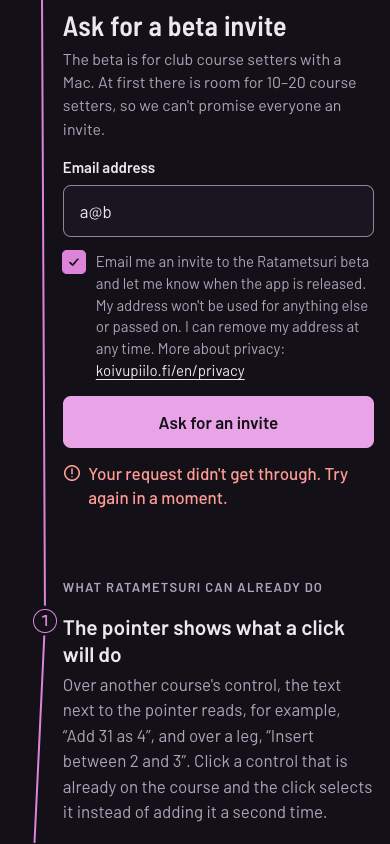 Ask for a beta invite
The beta is for club course setters with a
Mac. At first there is room for 10–20 course
setters, so we can't promise everyone an
invite.
Email address
a@b
Email me an invite to the Ratametsuri beta
and let me know when the app is released.
My address won't be used for anything else
or passed on. I can remove my address at
any time. More about privacy:
koivupiilo.fi/en/privacy
Ask for an invite
Your request didn't get through. Try
again in a moment.
WHAT RATAMETSURI CAN ALREADY DO
1
The pointer shows what a click
will do
Over another course's control, the text
next to the pointer reads, for example,
“Add 31 as 4”, and over a leg, “Insert
between 2 and 3”. Click a control that is
already on the course and the click selects
it instead of adding it a second time.